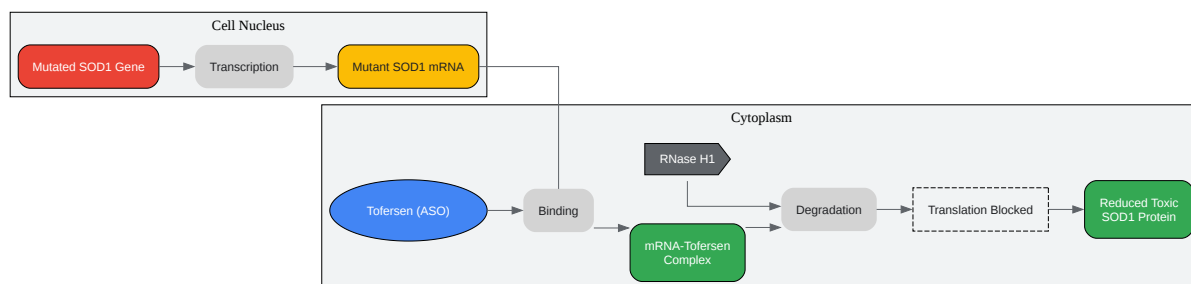 Cell Nucleus
Mutated SOD1 Gene
Transcription
Mutant SOD1 mRNA
Cytoplasm
RNase H1
Tofersen (ASO)
Binding
mRNA-Tofersen
Complex
Degradation
Translation Blocked
Reduced Toxic
SOD1 Protein